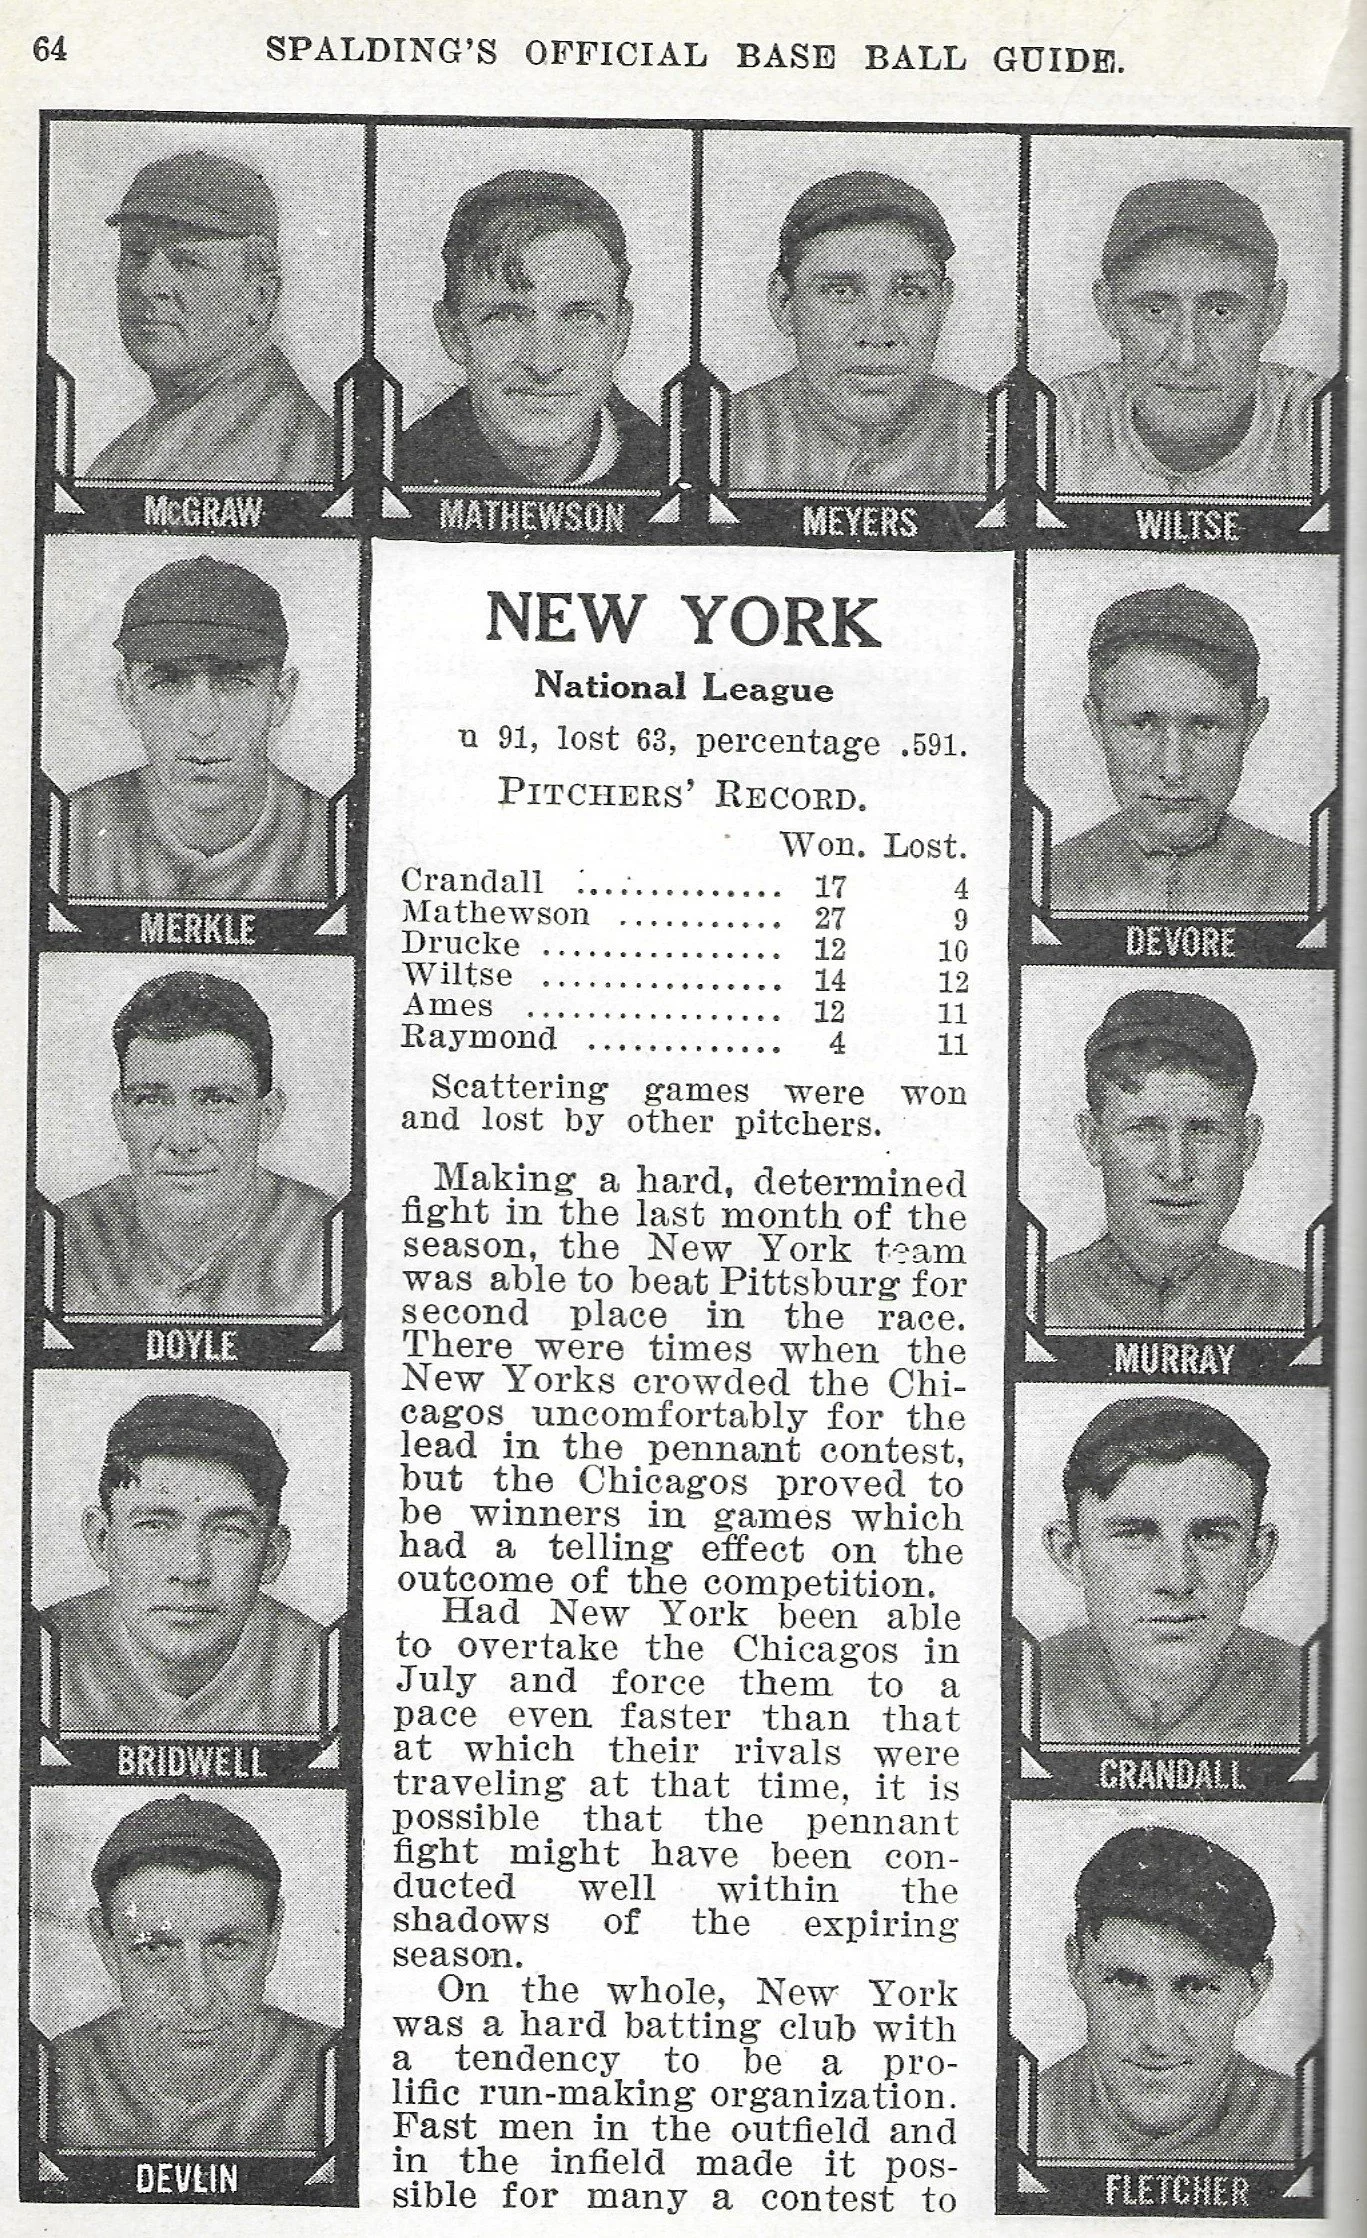 64 SPALDING'S OFFICIAL BASE BALL GUIDE.
McGRAW MATHEWSON MEYERS WILTSE
MERKLE
DEVORE
DOYLE
MURRAY
BRIDWELL
CRANDALL
DEVLIN
FLETCHER
NEW YORK
National League
n 91, lost 63, percentage .591.
PITCHERS' RECORD.
Won. Lost.
Crandall .............. 17 4
Mathewson ........... 27 9
Drucke ................ 12 10
Wiltse ................ 14 12
Ames ................. 12 11
Raymond ............. 4 11
Scattering games were won
and lost by other pitchers.
Making a hard, determined
fight in the last month of the
season, the New York team
was able to beat Pittsburg for
second place in the race.
There were times when the
New Yorks crowded the Chi-
cagos uncomfortably for the
lead in the pennant contest,
but the Chicagos proved to
be winners in games which
had a telling effect on the
outcome of the competition.
Had New York been able
to overtake the Chicagos in
July and force them to a
pace even faster than that
at which their rivals were
traveling at that time, it is
possible that the pennant
fight might have been con-
ducted well within the
shadows of the expiring
season.
On the whole, New York
was a hard batting club with
a tendency to be a pro-
lific run-making organization.
Fast men in the outfield and
in the infield made it pos-
sible for many a contest to